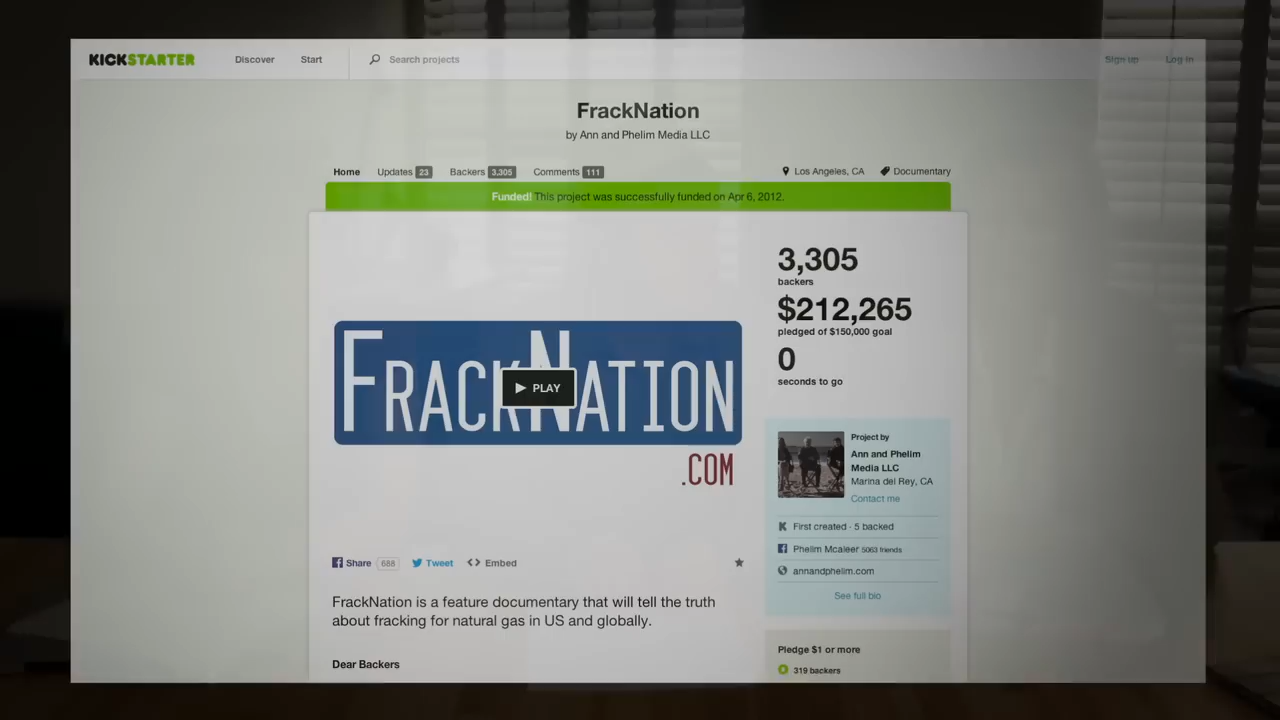 KICKSTARTER Discover Start Search projects Sign up Log in
FrackNation
by Ann and Phelim Media LLC
Home Updates 23 Backers 3,305 Comments 111 Los Angeles, CA Documentary
Funded! This project was successfully funded on Apr 6, 2012.
3,305
backers
$212,265
pledged of $150,000 goal
0
seconds to go
FRACKNATION
PLAY
.COM
Project by
Ann and Phelim
Media LLC
Marina del Rey, CA
Contact me
First created · 5 backed
Phelim Mcaleer 5063 friends
annandphelim.com
See full bio
Share 688 Tweet Embed
FrackNation is a feature documentary that will tell the truth
about fracking for natural gas in US and globally.
Dear Backers
Pledge $1 or more
319 backers